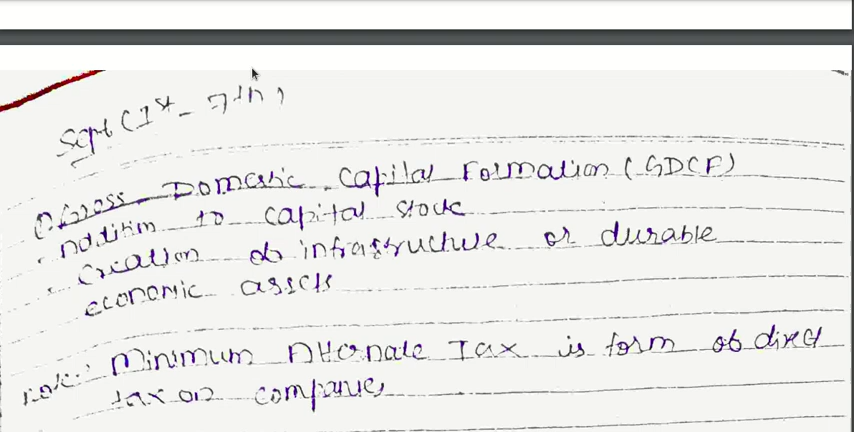 Sept (1st - 7th)
① Gross Domestic Capital Formation (GDCF)
• Addition to capital stock
• Creation of infrastructure or durable
economic assets
Note: Minimum Alternate Tax is form of direct
tax on companies